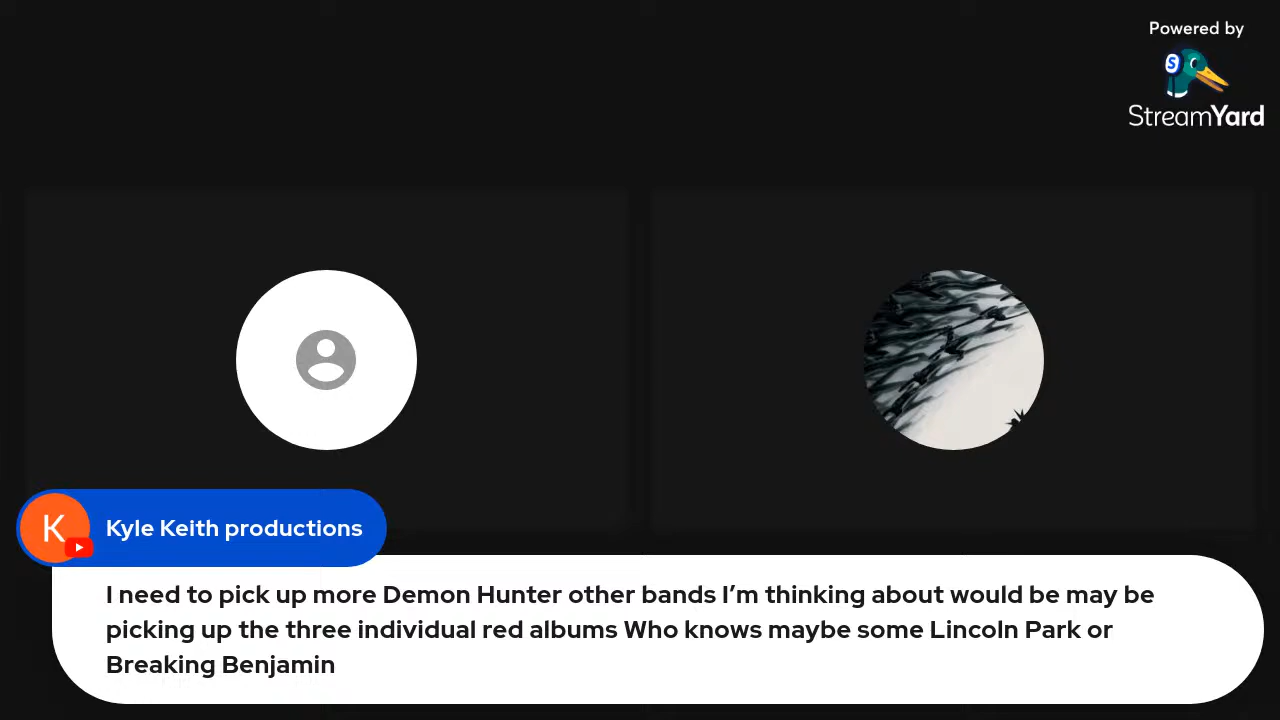 Powered by
S
StreamYard
K
Kyle Keith productions
I need to pick up more Demon Hunter other bands I’m thinking about would be may be
picking up the three individual red albums Who knows maybe some Lincoln Park or
Breaking Benjamin